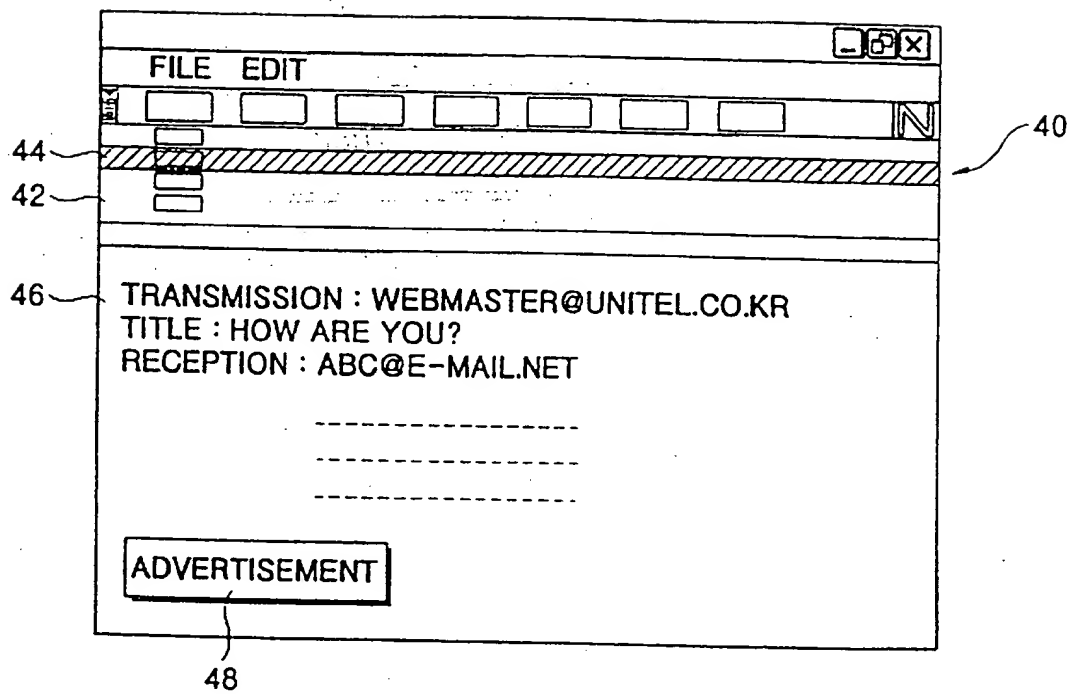 FILE EDIT
N
40
44
42
46
TRANSMISSION : WEBMASTER@UNITEL.CO.KR
TITLE : HOW ARE YOU?
RECEPTION : ABC@E-MAIL.NET
ADVERTISEMENT
48